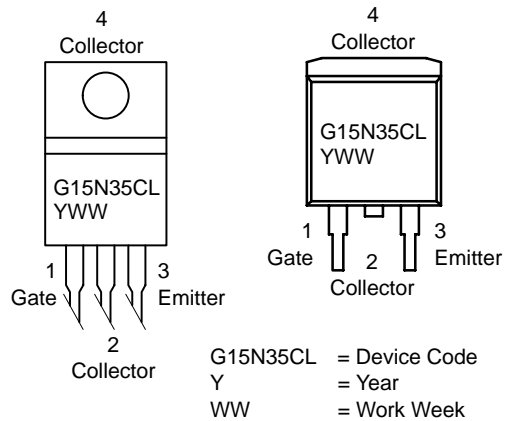 4
Collector
G15N35CL
YWW
1
Gate
3
Emitter
2
Collector
4
Collector
G15N35CL
YWW
1
Gate
2
Collector
3
Emitter
G15N35CL = Device Code
Y = Year
WW = Work Week